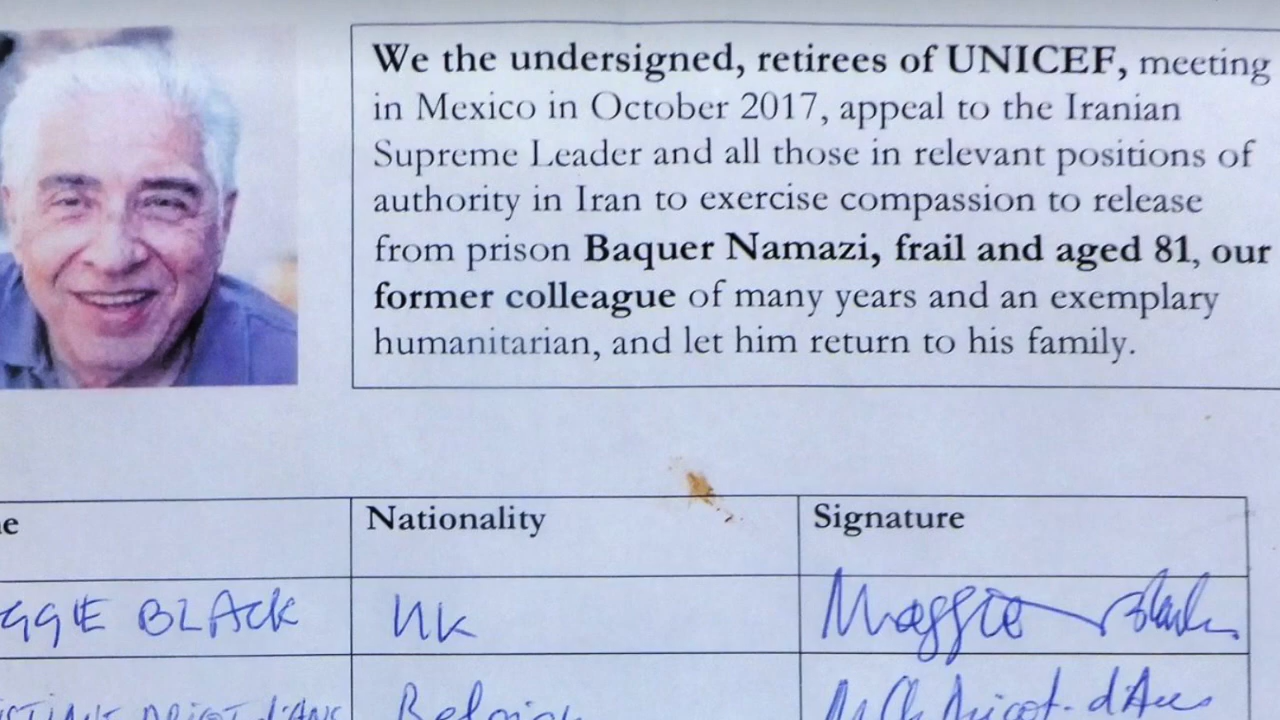 We the undersigned, retirees of UNICEF, meeting
in Mexico in October 2017, appeal to the Iranian
Supreme Leader and all those in relevant positions of
authority in Iran to exercise compassion to release
from prison Baquer Namazi, frail and aged 81, our
former colleague of many years and an exemplary
humanitarian, and let him return to his family.
e Nationality Signature
GGIE BLACK UK Maggie Black